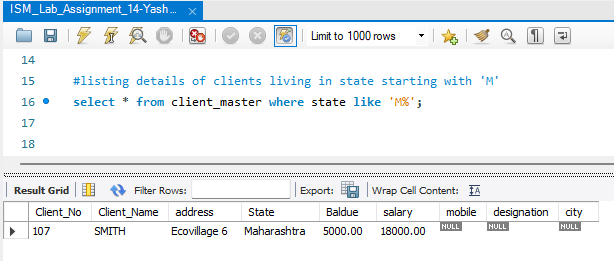 ISM_Lab_Assignment_14-Yash...
Limit to 1000 rows
14
15 #listing details of clients living in state starting with 'M'
16 select * from client_master where state like 'M%';
17
18
Result Grid Filter Rows: Export: Wrap Cell Content:
Client_No Client_Name address State Baldue salary mobile designation city
107 SMITH Ecovillage 6 Maharashtra 5000.00 18000.00 NULL NULL NULL